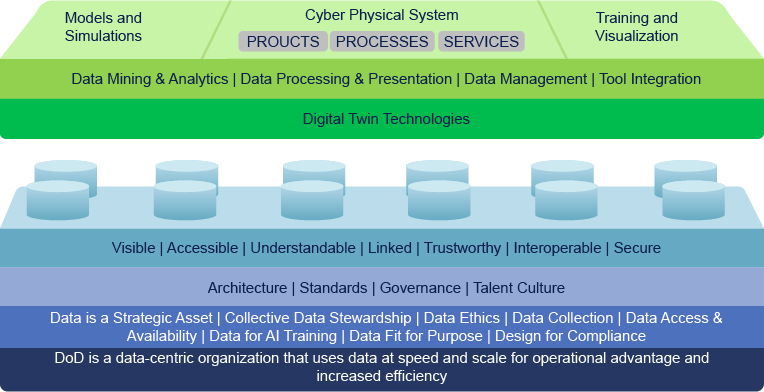 Models and
Simulations
Cyber Physical System
PROUCTS PROCESSES SERVICES
Training and
Visualization
Data Mining & Analytics | Data Processing & Presentation | Data Management | Tool Integration
Digital Twin Technologies
Visible | Accessible | Understandable | Linked | Trustworthy | Interoperable | Secure
Architecture | Standards | Governance | Talent Culture
Data is a Strategic Asset | Collective Data Stewardship | Data Ethics | Data Collection | Data Access &
Availability | Data for AI Training | Data Fit for Purpose | Design for Compliance
DoD is a data-centric organization that uses data at speed and scale for operational advantage and
increased efficiency